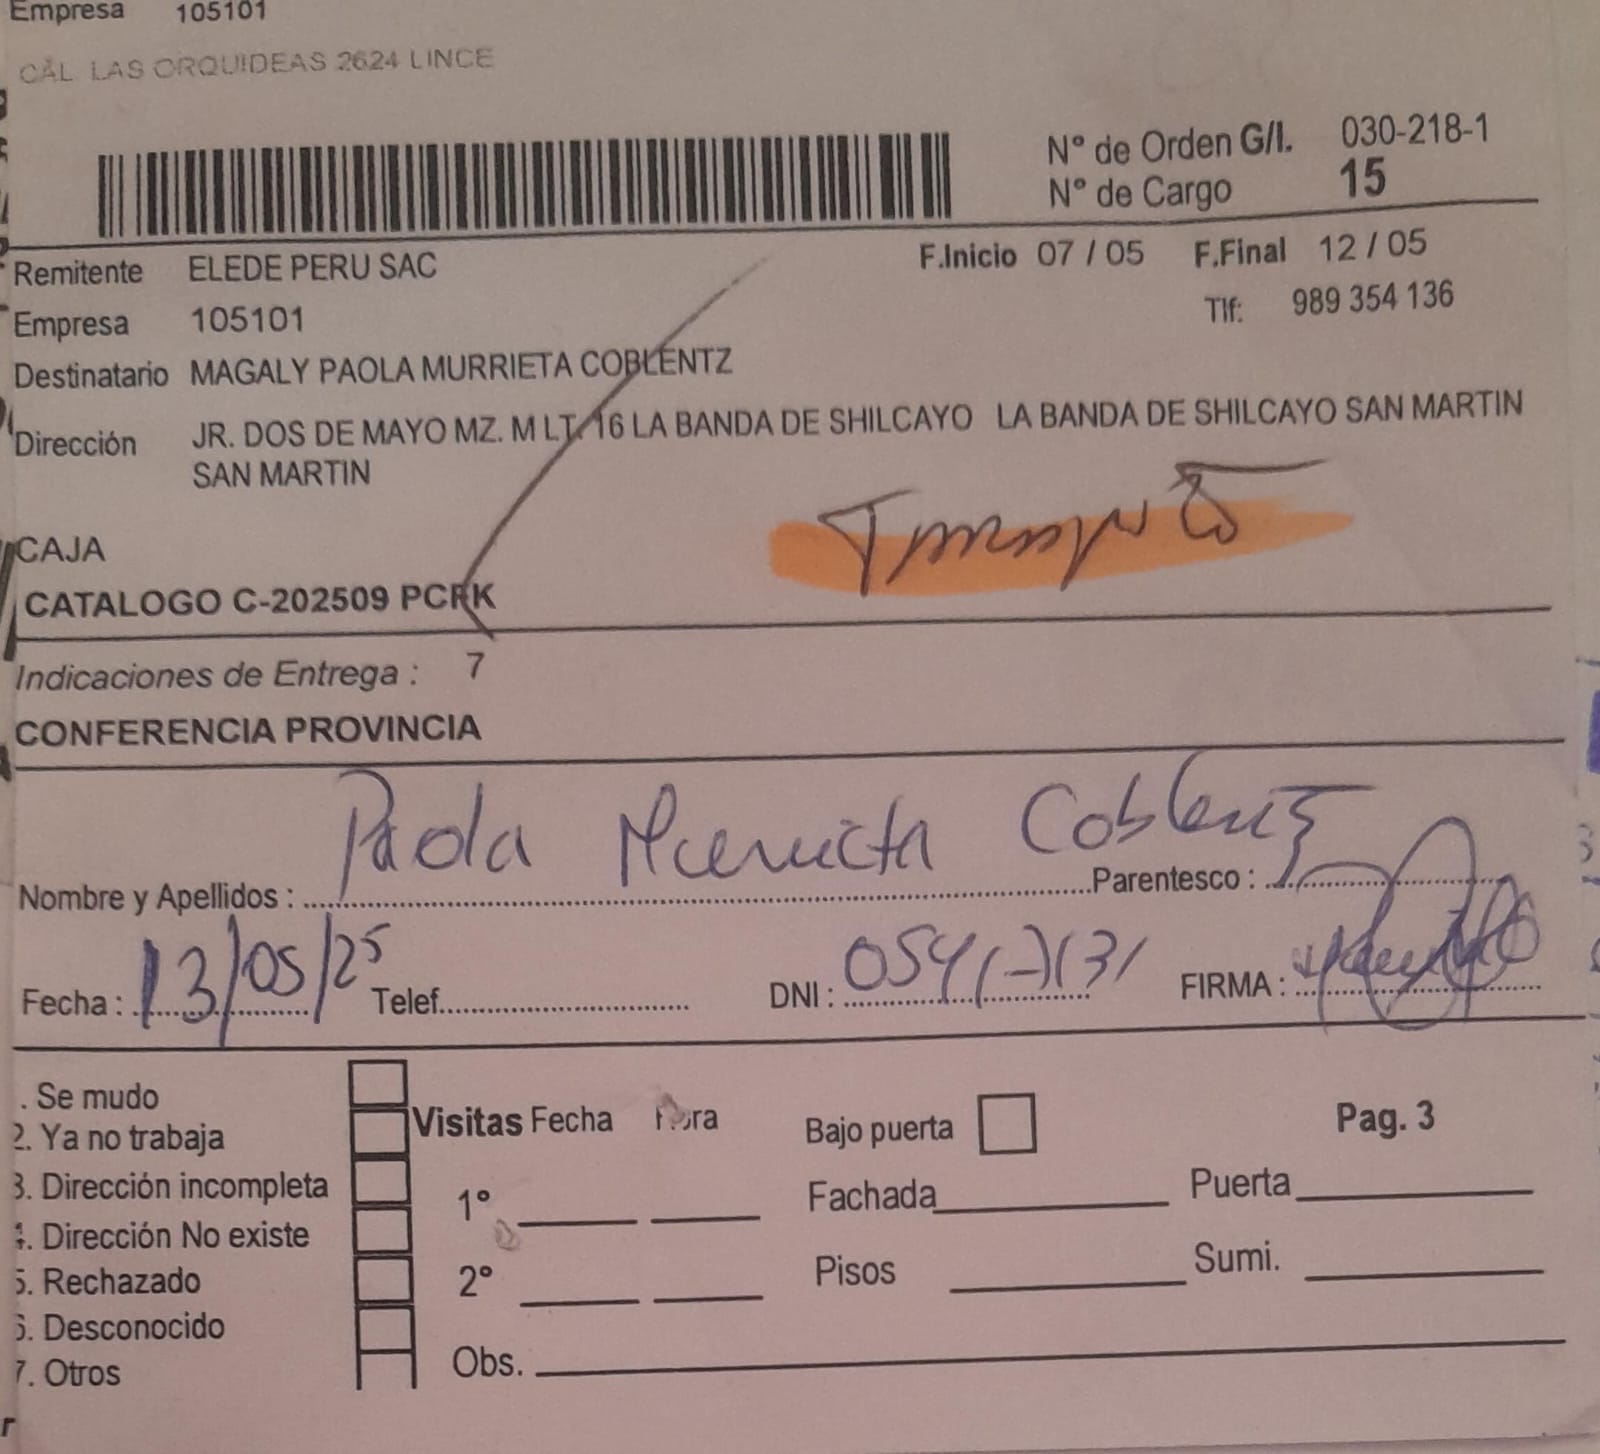 Empresa 105101
CAL LAS ORQUIDEAS 2624 LINCE
N° de Orden G/I. 030-218-1
N° de Cargo 15
Remitente ELEDE PERU SAC F.Inicio 07 / 05 F.Final 12 / 05
Empresa 105101 Tlf: 989 354 136
Destinatario MAGALY PAOLA MURRIETA COBLENTZ
Dirección JR. DOS DE MAYO MZ. M LT. 16 LA BANDA DE SHILCAYO LA BANDA DE SHILCAYO SAN MARTIN
SAN MARTIN
CAJA
CATALOGO C-202509 PCRK
Indicaciones de Entrega : 7
CONFERENCIA PROVINCIA
Paola Murrieta Coblentz
Nombre y Apellidos : Parentesco :
Fecha : 13/05/25 Telef. DNI : FIRMA :
. Se mudo
2. Ya no trabaja
3. Dirección incompleta
4. Dirección No existe
5. Rechazado
6. Desconocido
7. Otros
Visitas Fecha Hora
1°
2°
Obs.
Bajo puerta
Fachada
Pisos
Pag. 3
Puerta
Sumi.